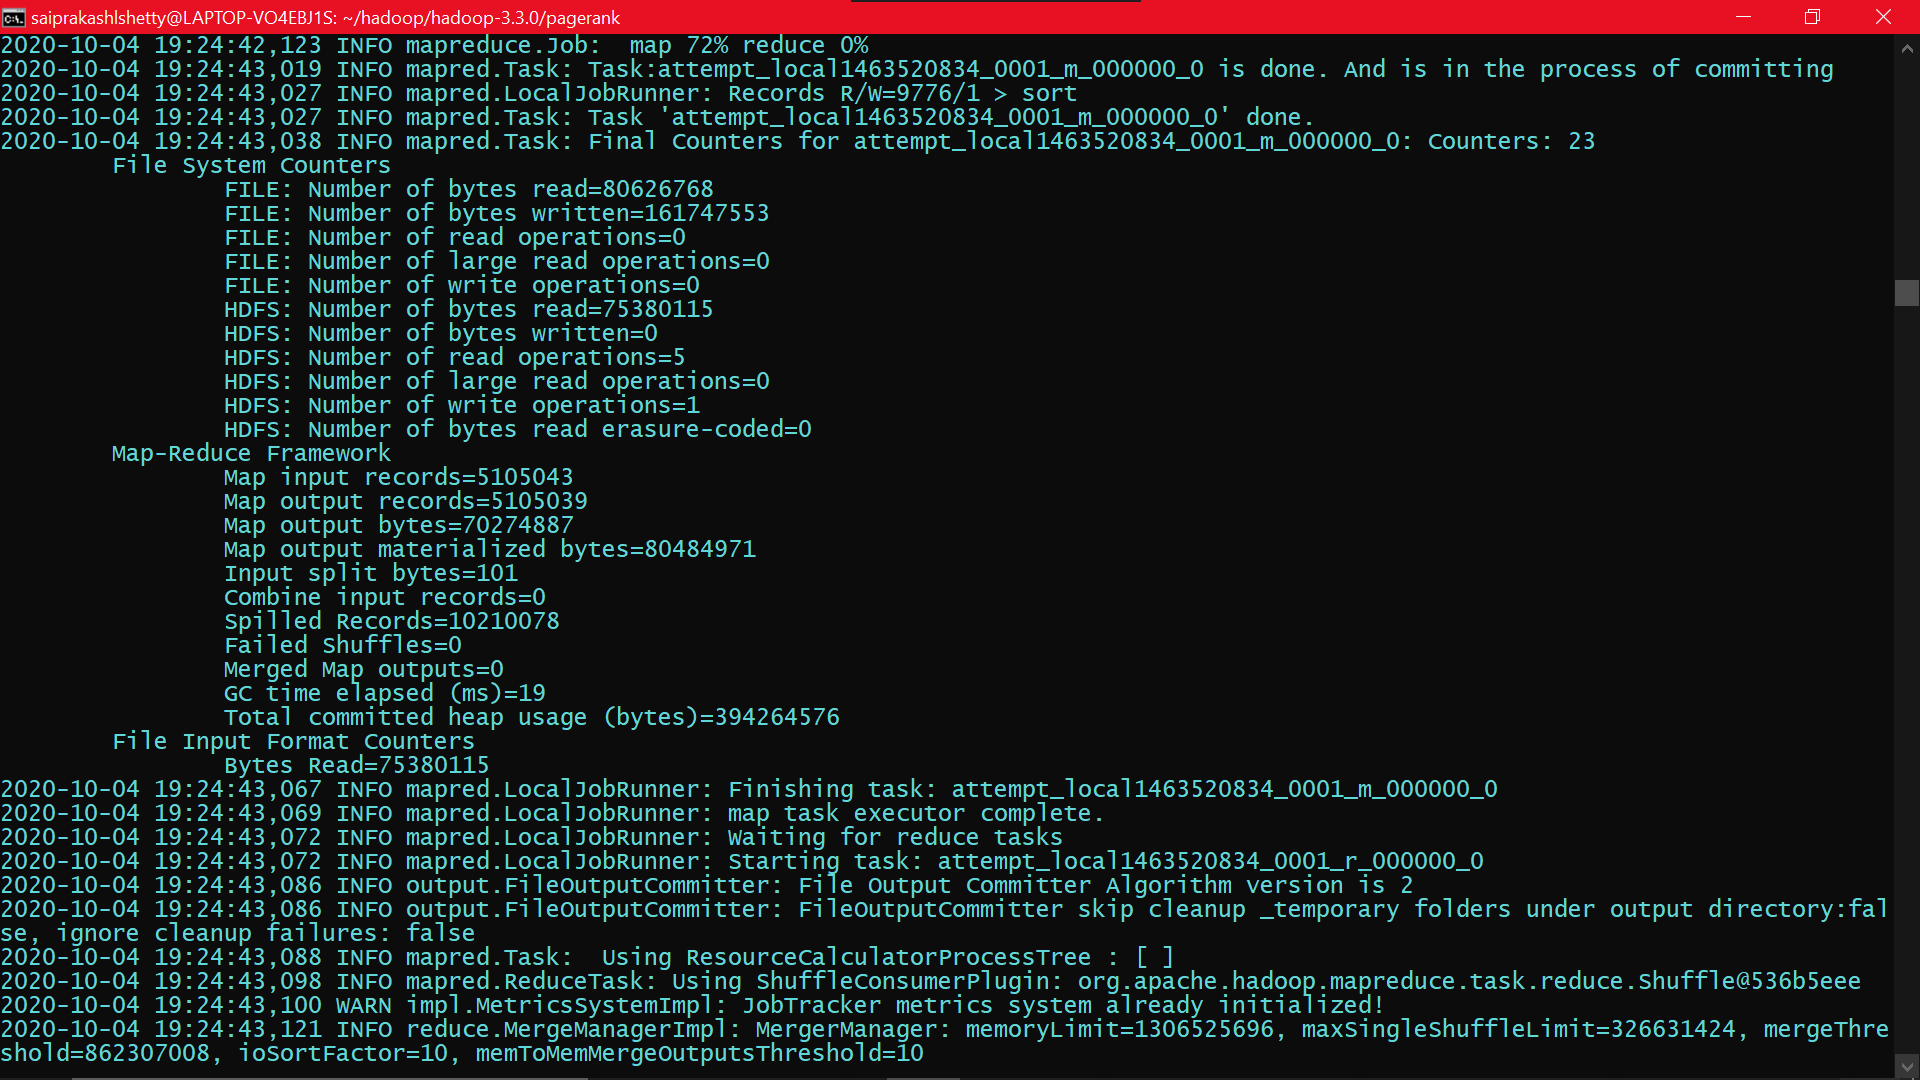 saiprakashlshetty@LAPTOP-VO4EBJ1S: ~/hadoop/hadoop-3.3.0/pagerank
2020-10-04 19:24:42,123 INFO mapreduce.Job:  map 72% reduce 0%
2020-10-04 19:24:43,019 INFO mapred.Task: Task:attempt_local1463520834_0001_m_000000_0 is done. And is in the process of committing
2020-10-04 19:24:43,027 INFO mapred.LocalJobRunner: Records R/W=9776/1 > sort
2020-10-04 19:24:43,027 INFO mapred.Task: Task 'attempt_local1463520834_0001_m_000000_0' done.
2020-10-04 19:24:43,038 INFO mapred.Task: Final Counters for attempt_local1463520834_0001_m_000000_0: Counters: 23
File System Counters
FILE: Number of bytes read=80626768
FILE: Number of bytes written=161747553
FILE: Number of read operations=0
FILE: Number of large read operations=0
FILE: Number of write operations=0
HDFS: Number of bytes read=75380115
HDFS: Number of bytes written=0
HDFS: Number of read operations=5
HDFS: Number of large read operations=0
HDFS: Number of write operations=1
HDFS: Number of bytes read erasure-coded=0
Map-Reduce Framework
Map input records=5105043
Map output records=5105039
Map output bytes=70274887
Map output materialized bytes=80484971
Input split bytes=101
Combine input records=0
Spilled Records=10210078
Failed Shuffles=0
Merged Map outputs=0
GC time elapsed (ms)=19
Total committed heap usage (bytes)=394264576
File Input Format Counters
Bytes Read=75380115
2020-10-04 19:24:43,067 INFO mapred.LocalJobRunner: Finishing task: attempt_local1463520834_0001_m_000000_0
2020-10-04 19:24:43,069 INFO mapred.LocalJobRunner: map task executor complete.
2020-10-04 19:24:43,072 INFO mapred.LocalJobRunner: Waiting for reduce tasks
2020-10-04 19:24:43,072 INFO mapred.LocalJobRunner: Starting task: attempt_local1463520834_0001_r_000000_0
2020-10-04 19:24:43,086 INFO output.FileOutputCommitter: File Output Committer Algorithm version is 2
2020-10-04 19:24:43,086 INFO output.FileOutputCommitter: FileOutputCommitter skip cleanup _temporary folders under output directory:fal
se, ignore cleanup failures: false
2020-10-04 19:24:43,088 INFO mapred.Task:  Using ResourceCalculatorProcessTree : [ ]
2020-10-04 19:24:43,098 INFO mapred.ReduceTask: Using ShuffleConsumerPlugin: org.apache.hadoop.mapreduce.task.reduce.Shuffle@536b5eee
2020-10-04 19:24:43,100 WARN impl.MetricsSystemImpl: JobTracker metrics system already initialized!
2020-10-04 19:24:43,121 INFO reduce.MergeManagerImpl: MergerManager: memoryLimit=1306525696, maxSingleShuffleLimit=326631424, mergeThre
shold=862307008, ioSortFactor=10, memToMemMergeOutputsThreshold=10